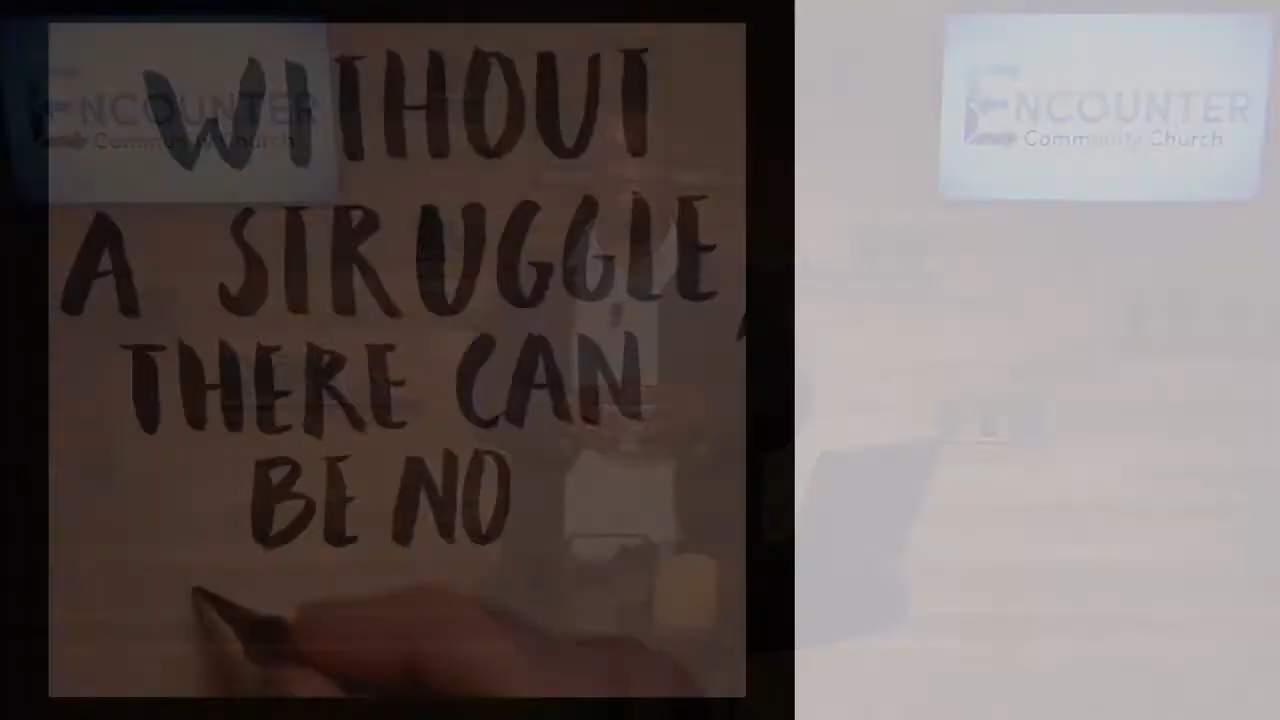 WITHOUT
A STRUGGLE,
THERE CAN
BE NO
ENCOUNTER
Community Church
ENCOUNTER
Community Church